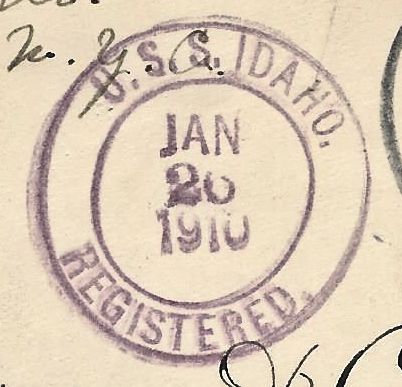 U.S.S. IDAHO.
JAN
26
1910
REGISTERED.